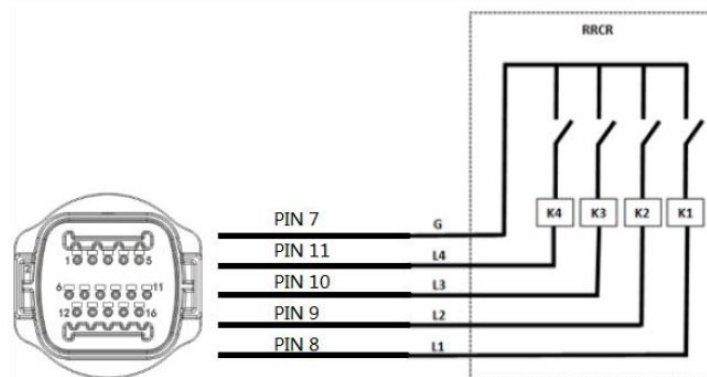 RRCR
K4 K3 K2 K1
PIN 7 G
PIN 11 L4
PIN 10 L3
PIN 9 L2
PIN 8 L1
1 5
6 11
12 16